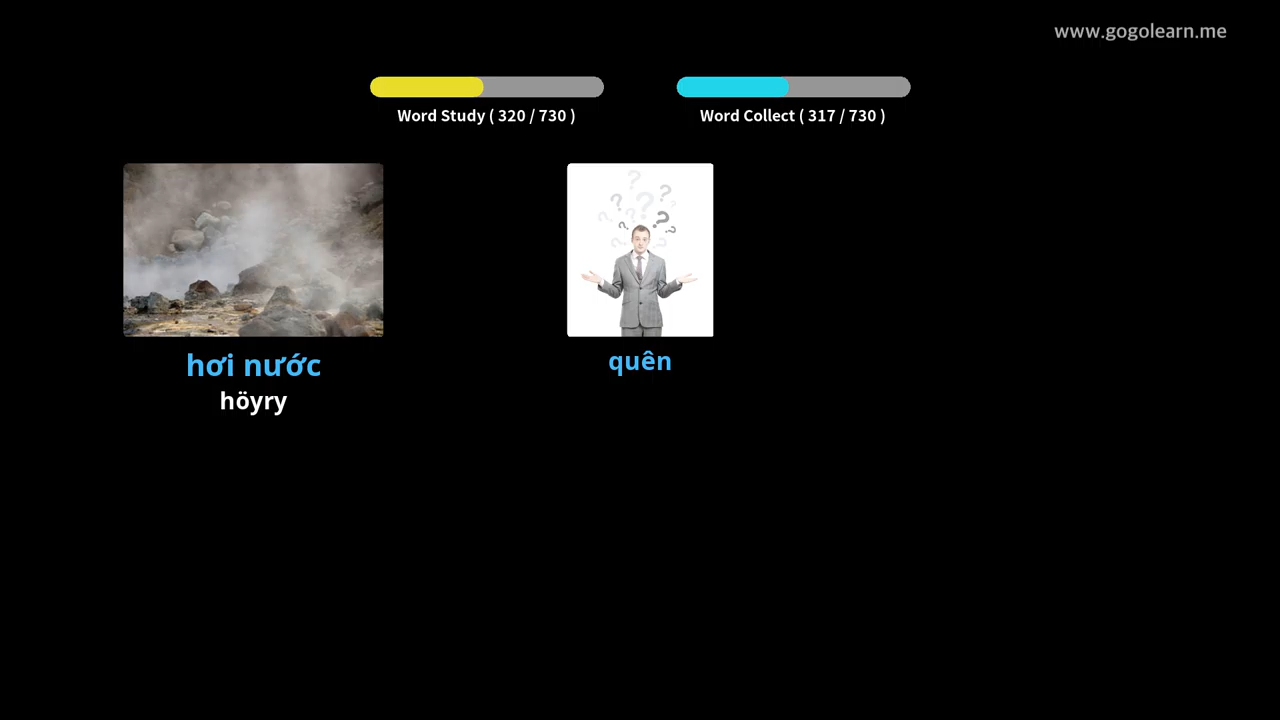 www.gogolearn.me
Word Study ( 320 / 730 )
Word Collect ( 317 / 730 )
hơi nước
höyry
quên